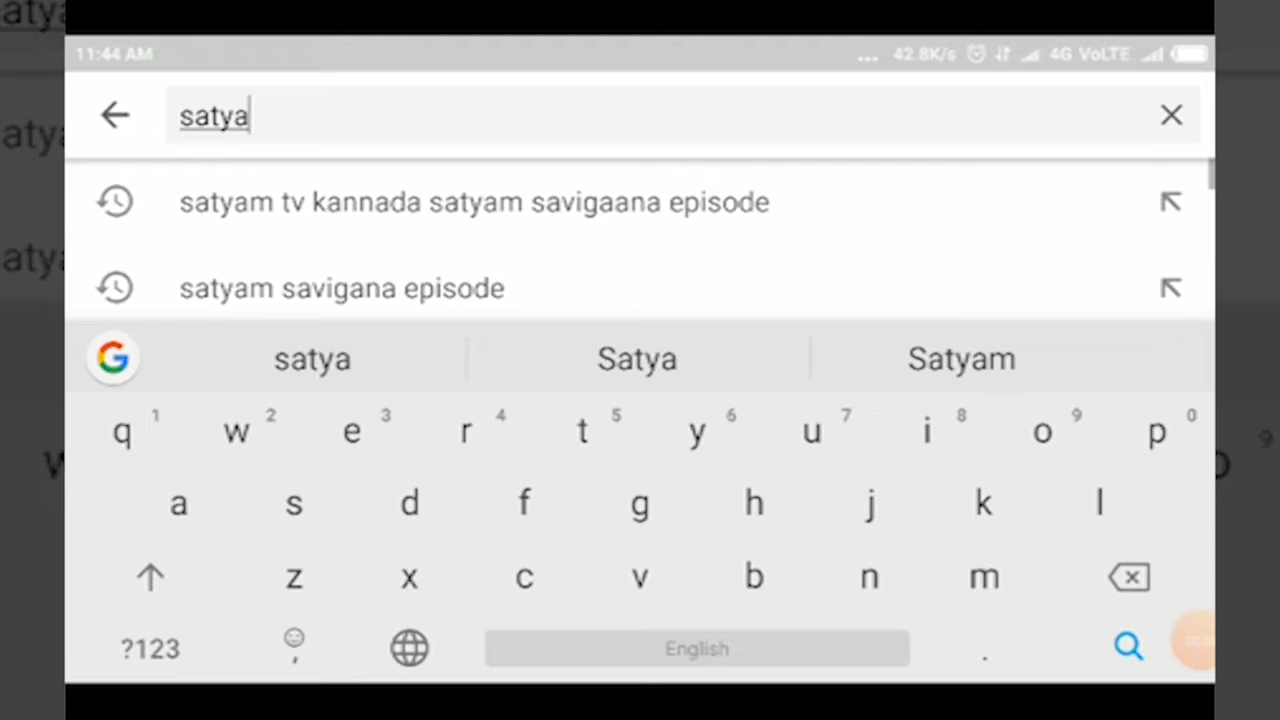 11:44 AM ... 42.8K/s 4G VoLTE
satya
satyam tv kannada satyam savigaana episode
satyam savigana episode
G satya Satya Satyam
q 1 w 2 e 3 r 4 t 5 y 6 u 7 i 8 o 9 p 0
a s d f g h j k l
z x c v b n m
?123 , English .